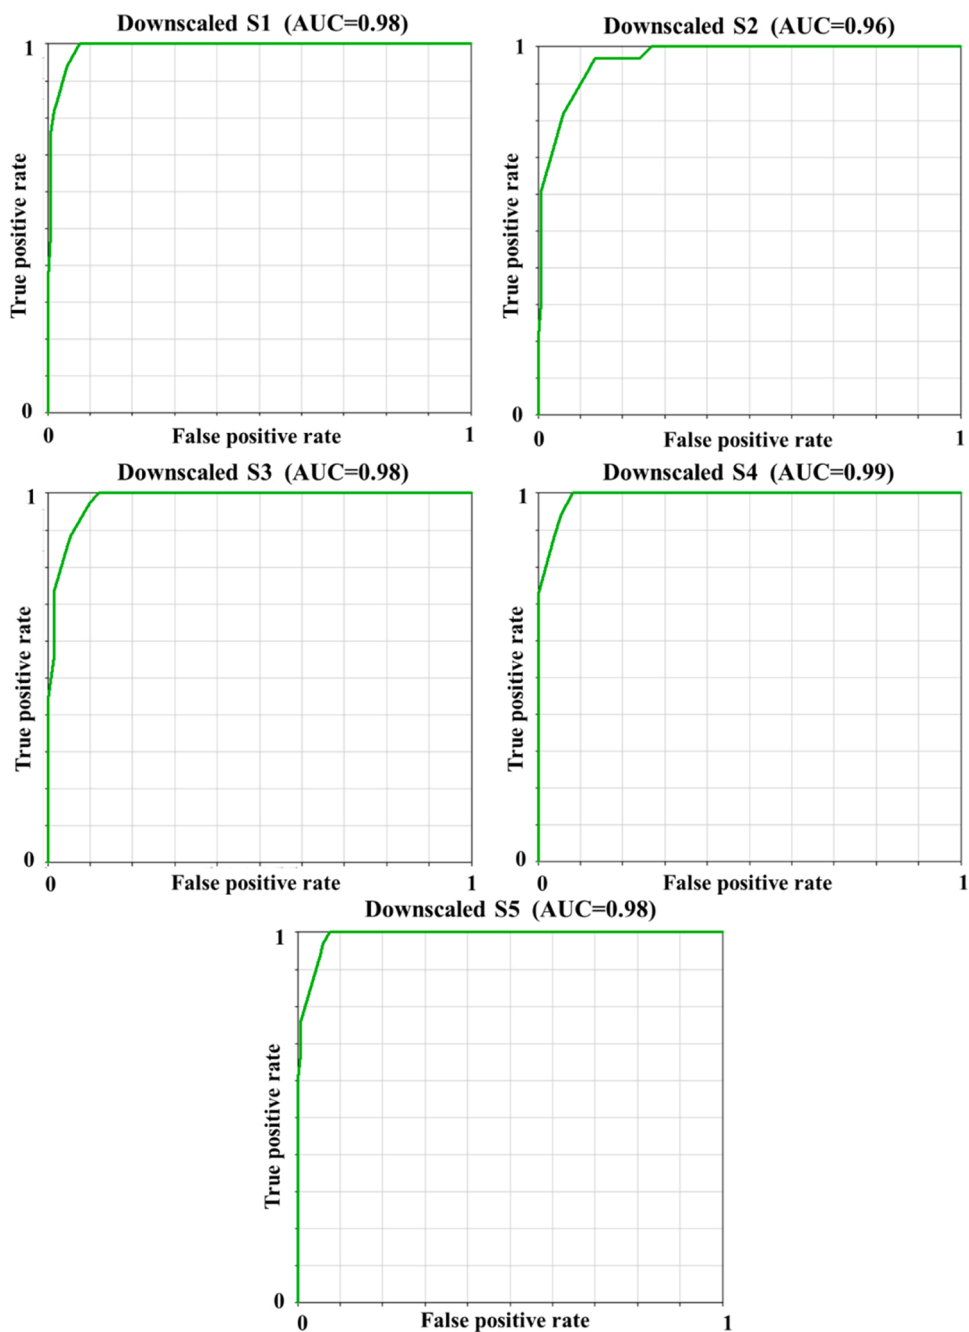 Downscaled S1 (AUC=0.98)
1
True positive rate
0
0
False positive rate
1
Downscaled S2 (AUC=0.96)
1
True positive rate
0
0
False positive rate
1
Downscaled S3 (AUC=0.98)
1
True positive rate
0
0
False positive rate
1
Downscaled S4 (AUC=0.99)
1
True positive rate
0
0
False positive rate
1
Downscaled S5 (AUC=0.98)
1
True positive rate
0
0
False positive rate
1